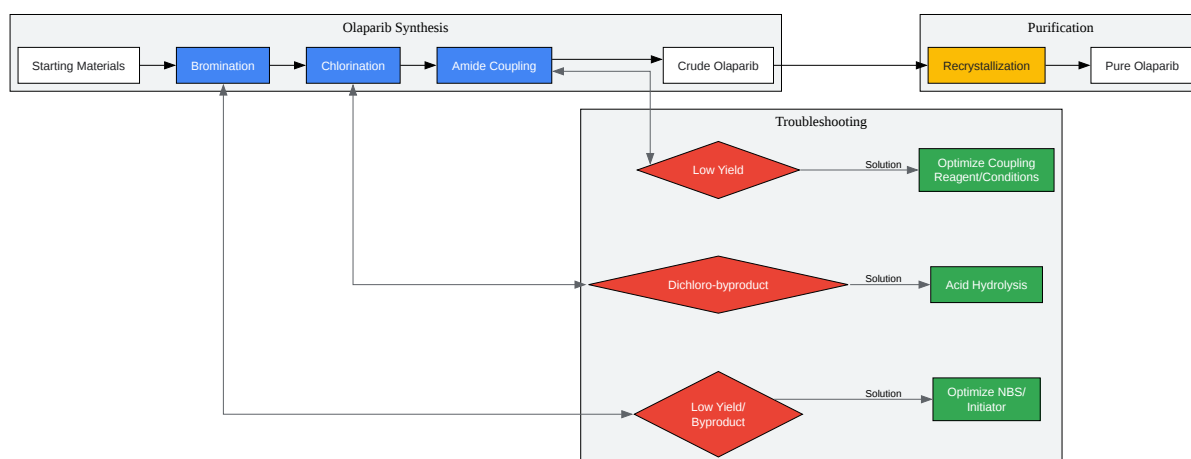 Olaparib Synthesis
Purification
Starting Materials
Bromination
Chlorination
Amide Coupling
Crude Olaparib
Recrystallization
Pure Olaparib
Troubleshooting
Low Yield
Solution
Optimize Coupling
Reagent/Conditions
Dichloro-byproduct
Solution
Acid Hydrolysis
Low Yield/
Byproduct
Solution
Optimize NBS/
Initiator